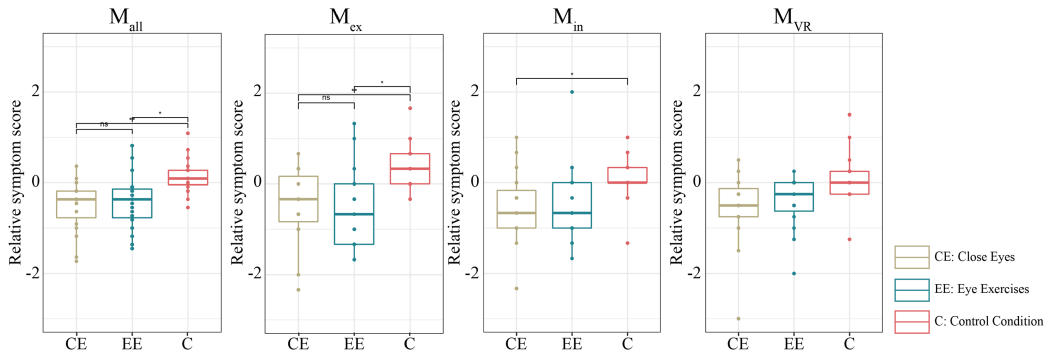 M_all
M_ex
M_in
M_VR
Relative symptom score
2
0
-2
ns
**
*
CE EE C
Relative symptom score
2
0
-2
ns
**
*
CE EE C
Relative symptom score
2
0
-2
*
CE EE C
Relative symptom score
2
0
-2
CE EE C
CE: Close Eyes
EE: Eye Exercises
C: Control Condition